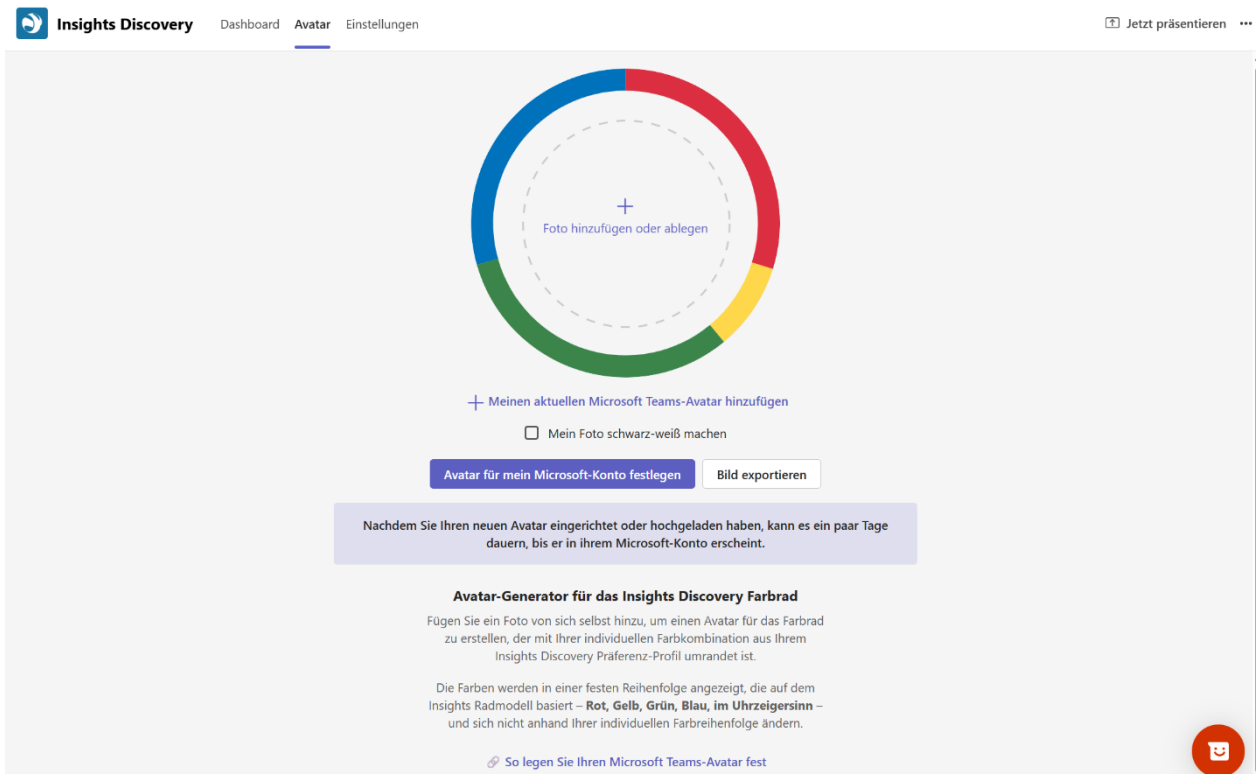 Insights Discovery Dashboard Avatar Einstellungen Jetzt präsentieren
Foto hinzufügen oder ablegen
Meinen aktuellen Microsoft Teams-Avatar hinzufügen
Mein Foto schwarz-weiß machen
Avatar für mein Microsoft-Konto festlegen Bild exportieren
Nachdem Sie Ihren neuen Avatar eingerichtet oder hochgeladen haben, kann es ein paar Tage
dauern, bis er in ihrem Microsoft-Konto erscheint.
Avatar-Generator für das Insights Discovery Farbrad
Fügen Sie ein Foto von sich selbst hinzu, um einen Avatar für das Farbrad
zu erstellen, der mit Ihrer individuellen Farbkombination aus Ihrem
Insights Discovery Präferenz-Profil umrandet ist.
Die Farben werden in einer festen Reihenfolge angezeigt, die auf dem
Insights Radmodell basiert – Rot, Gelb, Grün, Blau, im Uhrzeigersinn –
und sich nicht anhand Ihrer individuellen Farbreihenfolge ändern.
So legen Sie Ihren Microsoft Teams-Avatar fest